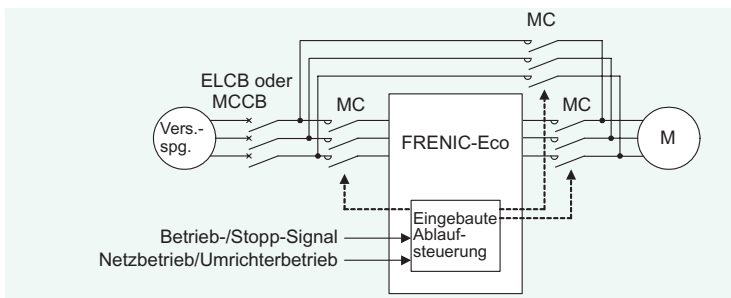 MC
ELCB oder
MCCB
MC
MC
Vers.-
spg.
FRENIC-Eco
M
Eingebaute
Ablauf-
steuerung
Betrieb-/Stopp-Signal
Netzbetrieb/Umrichterbetrieb